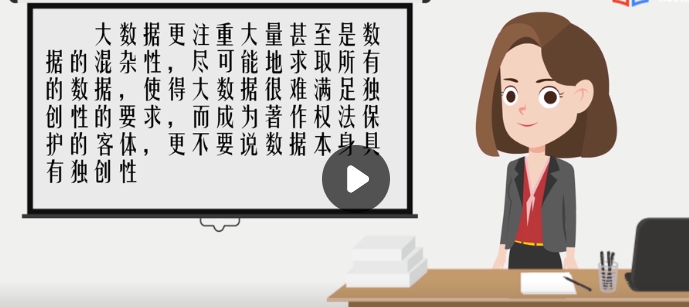 大数据更注重大量甚至是数
据的混杂性，尽可能地求取所有
的数据，使得大数据很难满足独
创性的要求，而成为著作权法保
护的客体，更不要说数据本身具
有独创性